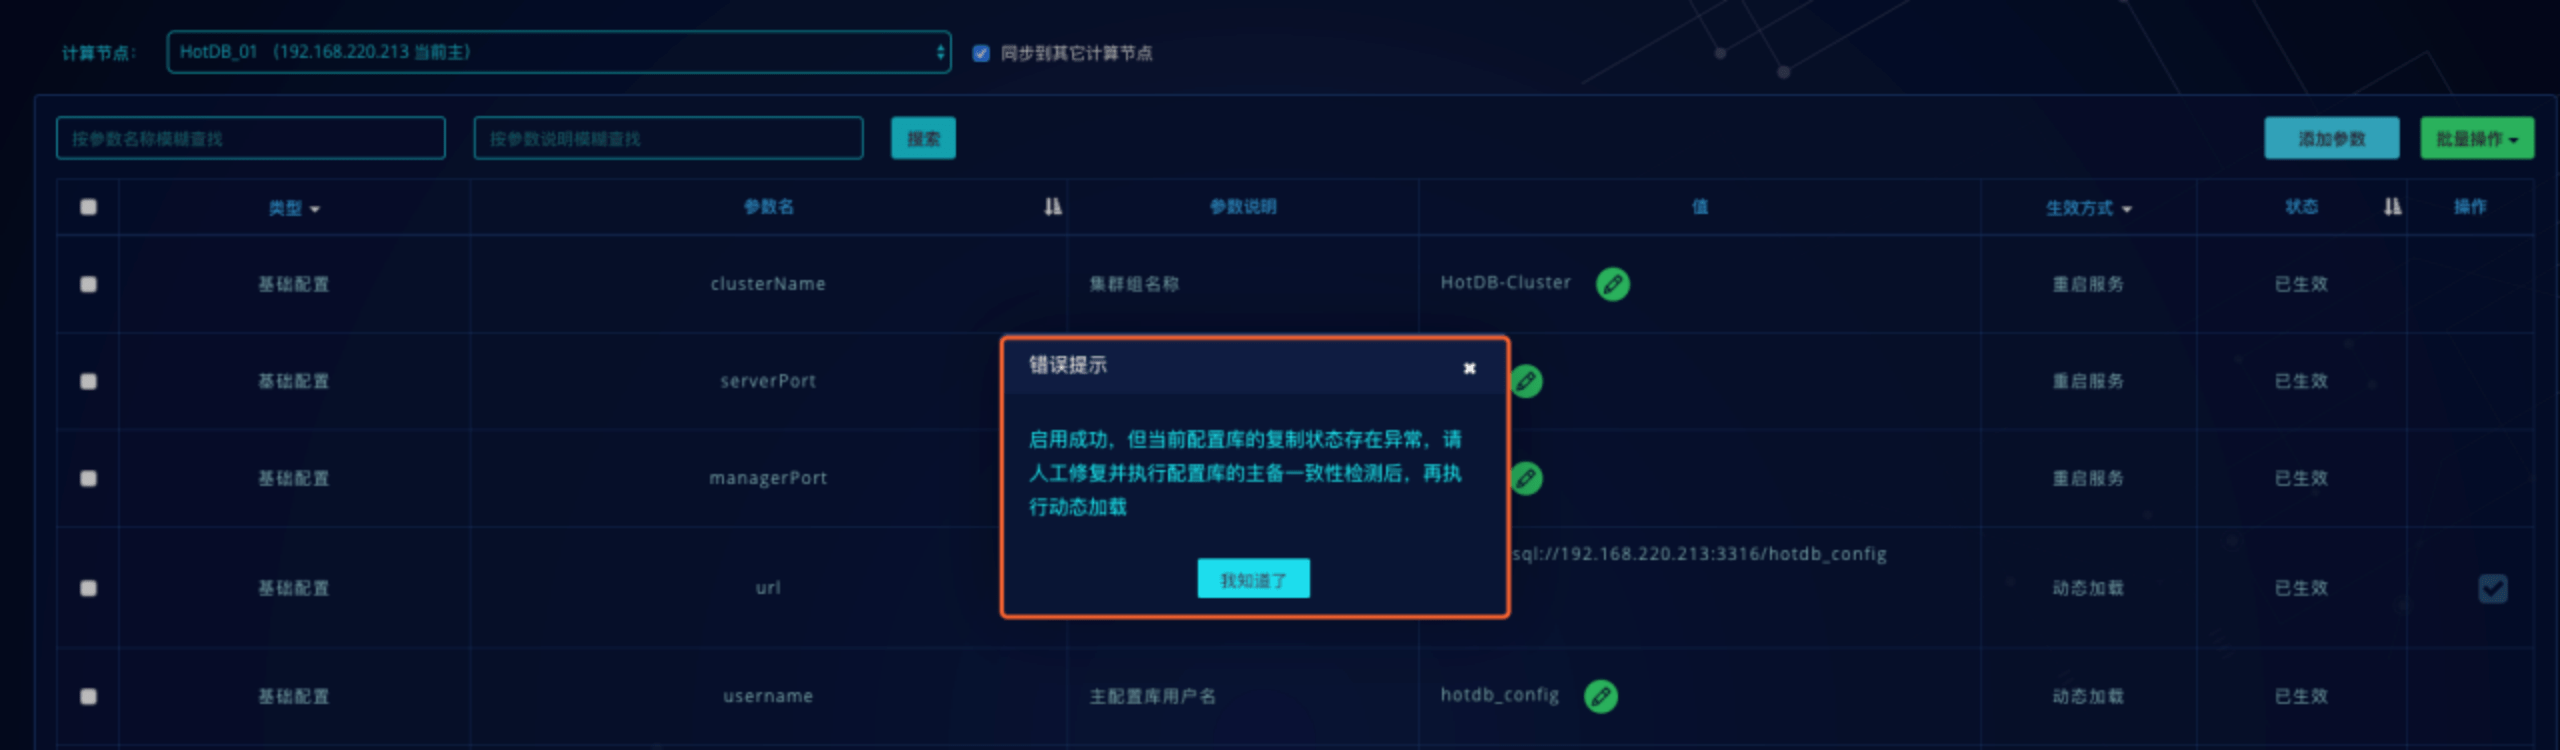 计算节点：
HotDB_01 （192.168.220.213 当前主）
同步到其它计算节点
按参数名称模糊查找
按参数说明模糊查找
搜索
添加参数
批量操作
类型
参数名
参数说明
值
生效方式
状态
操作
基础配置
clusterName
集群组名称
HotDB-Cluster
重启服务
已生效
基础配置
serverPort
重启服务
已生效
基础配置
managerPort
重启服务
已生效
错误提示
启用成功，但当前配置库的复制状态存在异常，请
人工修复并执行配置库的主备一致性检测后，再执
行动态加载
我知道了
基础配置
url
sql://192.168.220.213:3316/hotdb_config
动态加载
已生效
基础配置
username
主配置库用户名
hotdb_config
动态加载
已生效